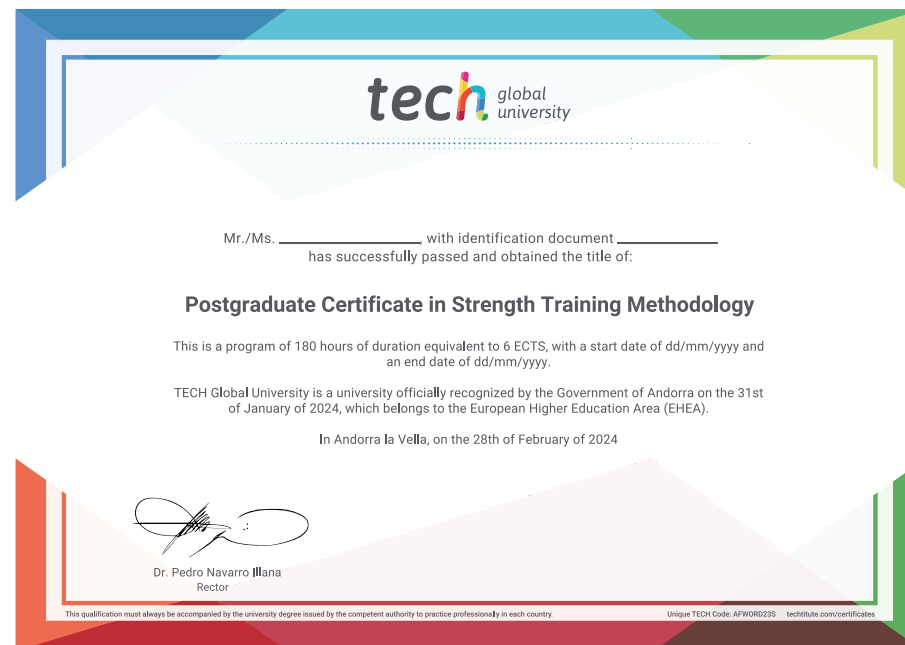 tech global university
Mr./Ms. ____________, with identification document ____________
has successfully passed and obtained the title of:
Postgraduate Certificate in Strength Training Methodology
This is a program of 180 hours of duration equivalent to 6 ECTS, with a start date of dd/mm/yyyy and
an end date of dd/mm/yyyy.
TECH Global University is a university officially recognized by the Government of Andorra on the 31st
of January of 2024, which belongs to the European Higher Education Area (EHEA).
In Andorra la Vella, on the 28th of February of 2024
Dr. Pedro Navarro Illana
Rector
This qualification must always be accompanied by the university degree issued by the competent authority to practice professionally in each country. Unique TECH Code: AFWORD23S techtitute.com/certificates